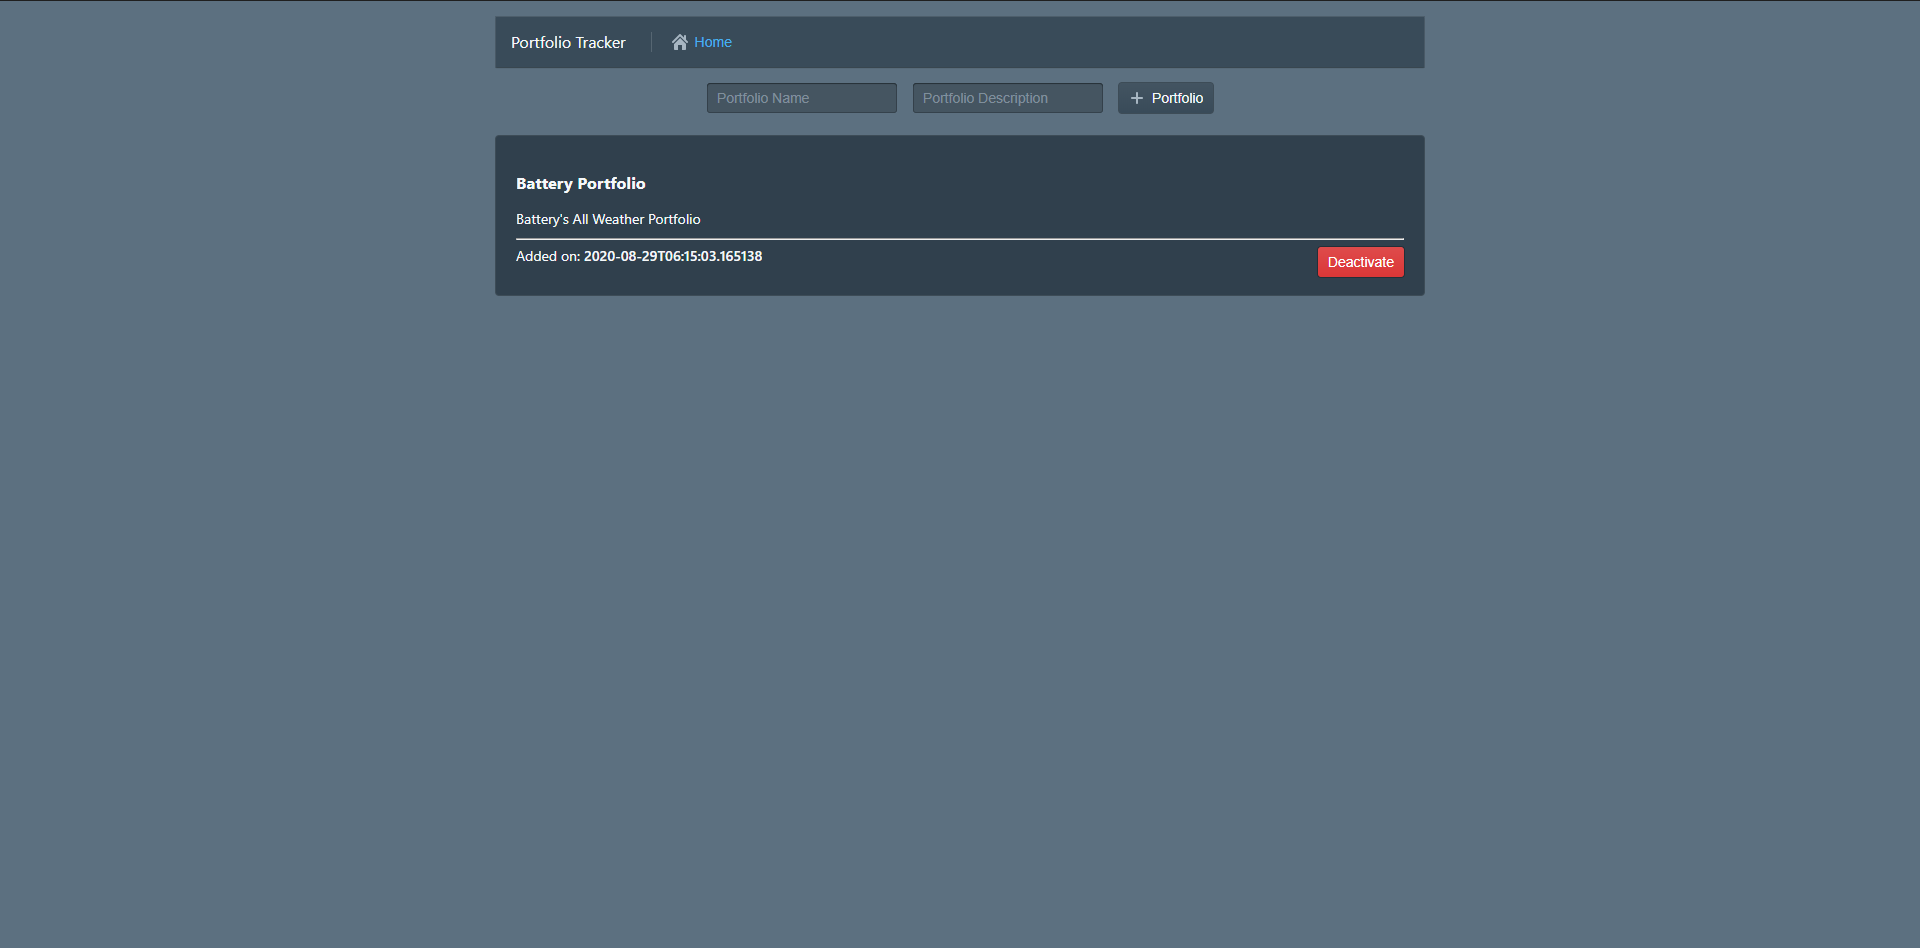 Portfolio Tracker Home
Portfolio Name Portfolio Description + Portfolio
Battery Portfolio
Battery's All Weather Portfolio
Added on: 2020-08-29T06:15:03.165138 Deactivate